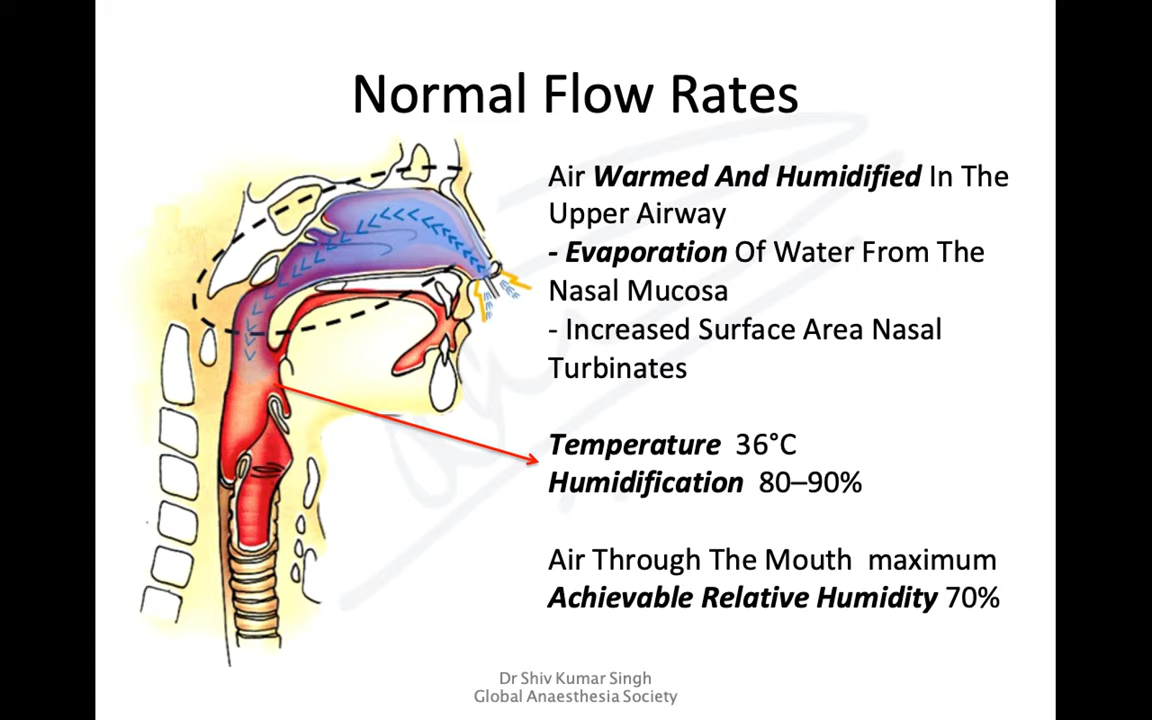 Normal Flow Rates
Air Warmed And Humidified In The
Upper Airway
- Evaporation Of Water From The
Nasal Mucosa
- Increased Surface Area Nasal
Turbinates
Temperature 36°C
Humidification 80–90%
Air Through The Mouth maximum
Achievable Relative Humidity 70%
Dr Shiv Kumar Singh
Global Anaesthesia Society